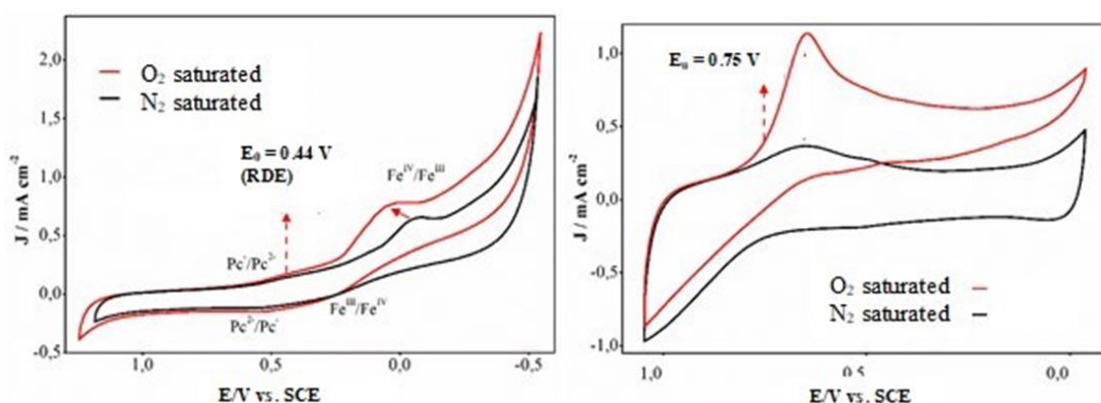 2,0
1,5
1,0
0,5
0,0
-0,5
J / mA cm-2
O2 saturated
N2 saturated
E0 = 0.44 V
(RDE)
FeIV/FeIII
Pc-/Pc2-
Pc2-/Pc-
FeIII/FeIV
1,0
0,5
0,0
-0,5
E/V vs. SCE
1,0
0,5
0,0
-0,5
-1,0
J / mA cm-2
E0 = 0.75 V
O2 saturated
N2 saturated
1,0
0,5
0,0
E/V vs. SCE